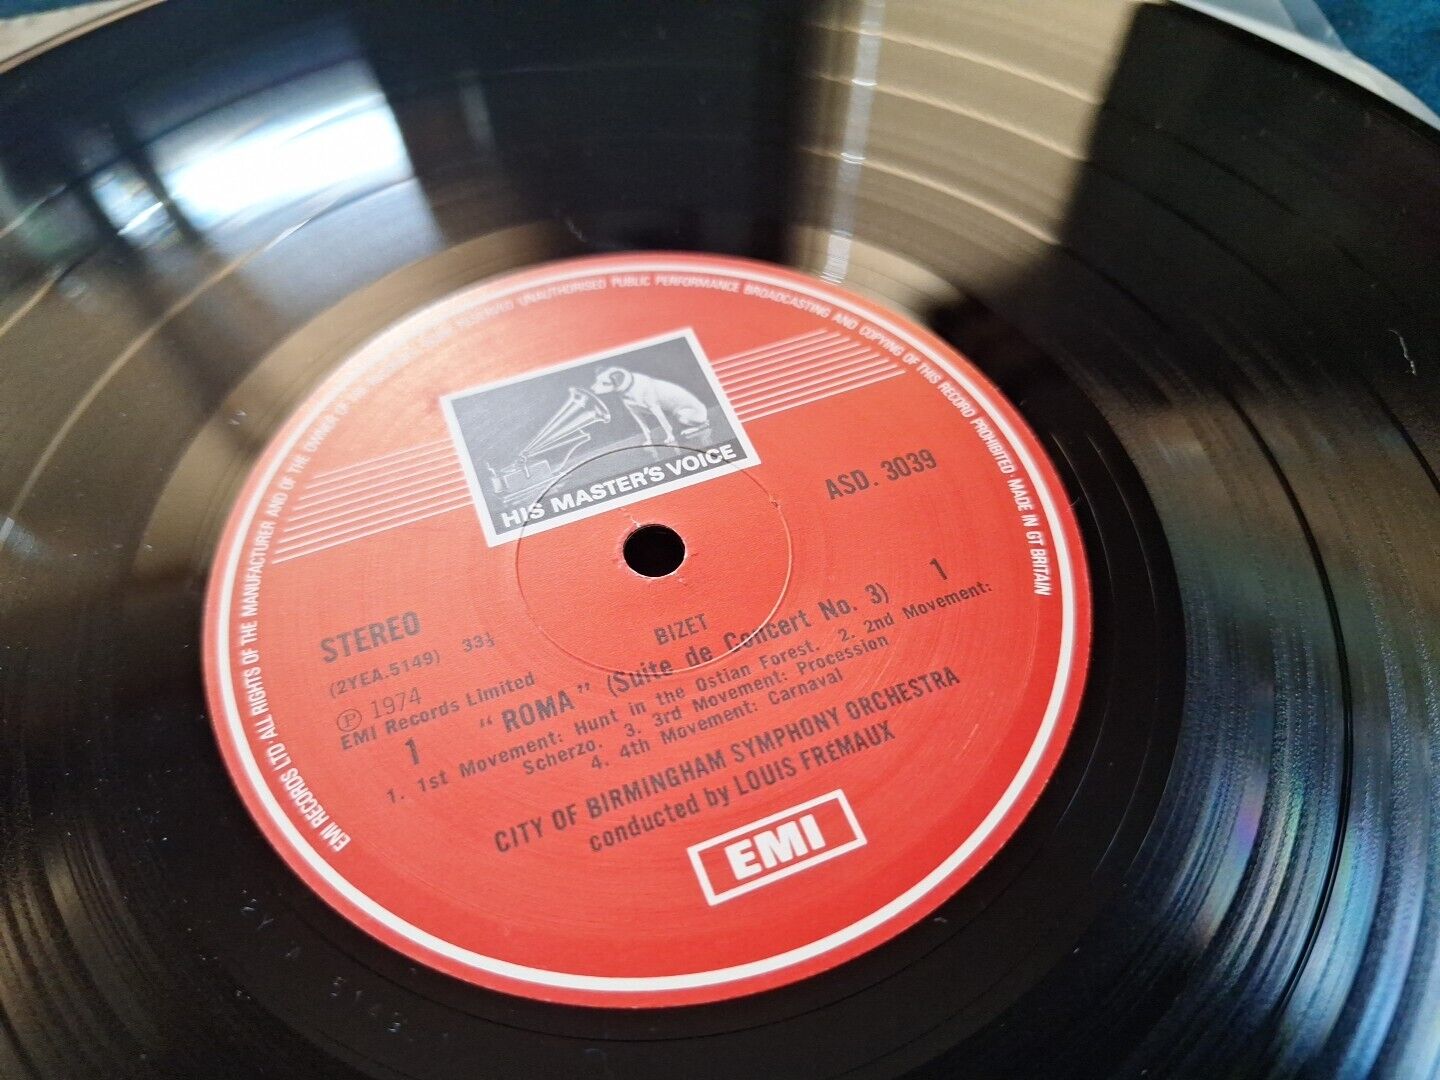 EMI RECORDS LTD · ALL RIGHTS OF THE MANUFACTURER AND OF THE OWNER OF RESERVED UNAUTHORISED PUBLIC PERFORMANCE BROADCASTING AND COPYING OF THIS RECORD PROHIBITED · MADE IN GT BRITAIN
HIS MASTER'S VOICE
ASD. 3039
STEREO
(2YEA.5149) 33⅓
1
Ⓟ 1974
EMI Records Limited
1
BIZET
"ROMA" (Suite de Concert No. 3)
1. 1st Movement: Hunt in the Ostian Forest. 2. 2nd Movement:
Scherzo. 3. 3rd Movement: Procession
4. 4th Movement: Carnaval
CITY OF BIRMINGHAM SYMPHONY ORCHESTRA
conducted by LOUIS FREMAUX
EMI